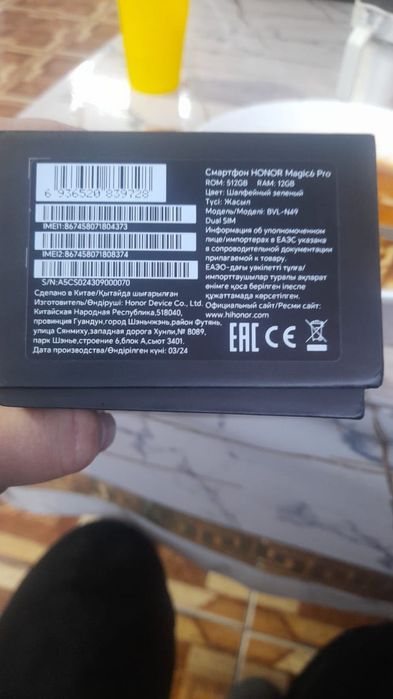 6 936520 839728
IMEI1:867458071804373
IMEI2:867458071808374
S/N:A5CS024309000070
Сделано в Китае/Қытайда шығарылған
Изготовитель/Өндіруші: Honor Device Co., Ltd.
Китайская Народная Республика,518040,
провинция Гуандун,город Шэньчжэнь,район Футянь,
улица Сянмиху,западная дорога Хунли,№ 8089,
парк Шэнье,строение 6,блок А,сьют 3401.
Дата производства/Өндірілген күні: 03/24
Смартфон HONOR Magic6 Pro
ROM: 512GB RAM: 12GB
Цвет: Шалфейный зеленый
Түсі: Жасыл
Модель/Моделі: BVL-N49
Dual SIM
Информация об уполномоченном
лице/импортерах в ЕАЭС указана
в сопроводительной документации
прилагаемой к товару.
ЕАЭО-дағы уәкілетті тұлға/
импорттаушылар туралы ақпарат
өнімге қоса берілген ілеспе
құжаттамада көрсетілген.
Официальный сайт/Ресми сайт:
www.hihonor.com
EAC CE